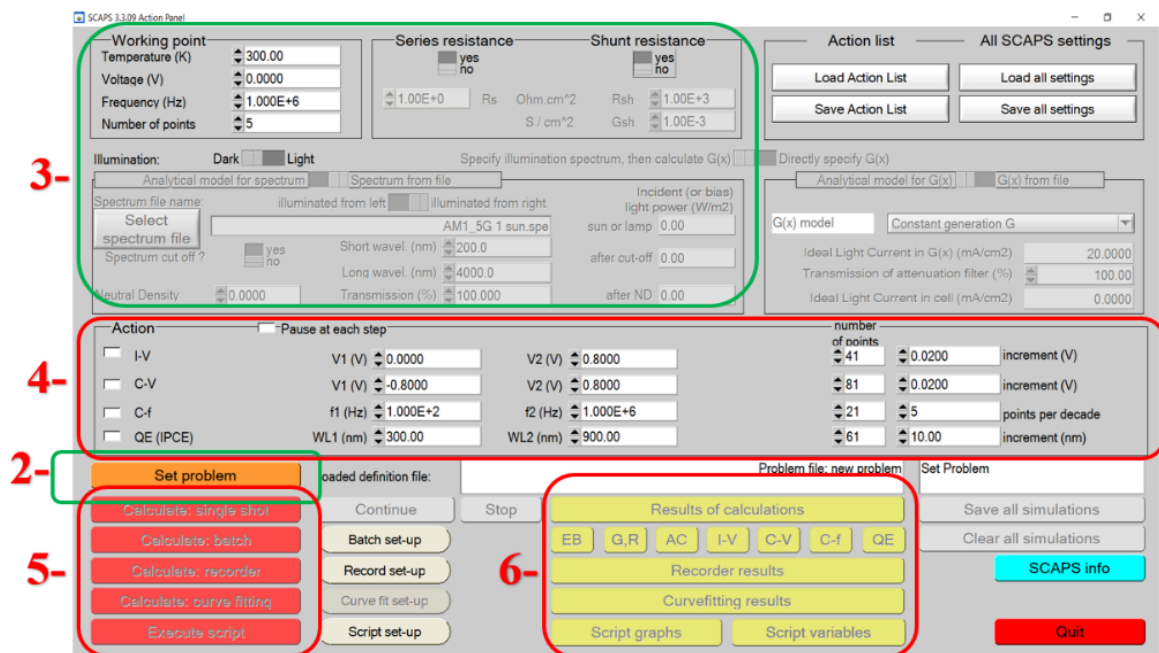 SCAPS 3.3.09 Action Panel
Working point
Temperature (K) 300.00
Voltage (V) 0.0000
Frequency (Hz) 1.000E+6
Number of points 5
Series resistance
yes
no
Shunt resistance
yes
no
1.00E+0 Rs Ohm.cm^2 Rsh 1.00E+3
S / cm^2 Gsh 1.00E-3
Action list
All SCAPS settings
Load Action List
Load all settings
Save Action List
Save all settings
3-
Illumination: Dark Light
Specify illumination spectrum, then calculate G(x) Directly specify G(x)
Analytical model for spectrum Spectrum from file
Spectrum file name: illuminated from left illuminated from right
Incident (or bias)
light power (W/m2)
Select
spectrum file
AM1_5G 1 sun.spe
sun or lamp 0.00
Spectrum cut off ?
yes
no
Short wavel. (nm) 200.0
Long wavel. (nm) 4000.0
after cut-off 0.00
Neutral Density 0.0000
Transmission (%) 100.000
after ND 0.00
Analytical model for G(x) G(x) from file
G(x) model Constant generation G
Ideal Light Current in G(x) (mA/cm2) 20.0000
Transmission of attenuation filter (%) 100.00
Ideal Light Current in cell (mA/cm2) 0.0000
4-
Action
Pause at each step
number
of points
I-V V1 (V) 0.0000 V2 (V) 0.8000 41 0.0200 increment (V)
C-V V1 (V) -0.8000 V2 (V) 0.8000 81 0.0200 increment (V)
C-f f1 (Hz) 1.000E+2 f2 (Hz) 1.000E+6 21 5 points per decade
QE (IPCE) WL1 (nm) 300.00 WL2 (nm) 900.00 61 10.00 increment (nm)
2-
Set problem
oaded definition file:
Problem file: new problem
Set Problem
5-
Calculate: single shot
Continue
Stop
Results of calculations
Save all simulations
Calculate: batch
Batch set-up
EB G,R AC I-V C-V C-f QE
Clear all simulations
Calculate: recorder
Record set-up
6-
Recorder results
SCAPS info
Calculate: curve fitting
Curve fit set-up
Curvefitting results
Execute script
Script set-up
Script graphs
Script variables
Quit